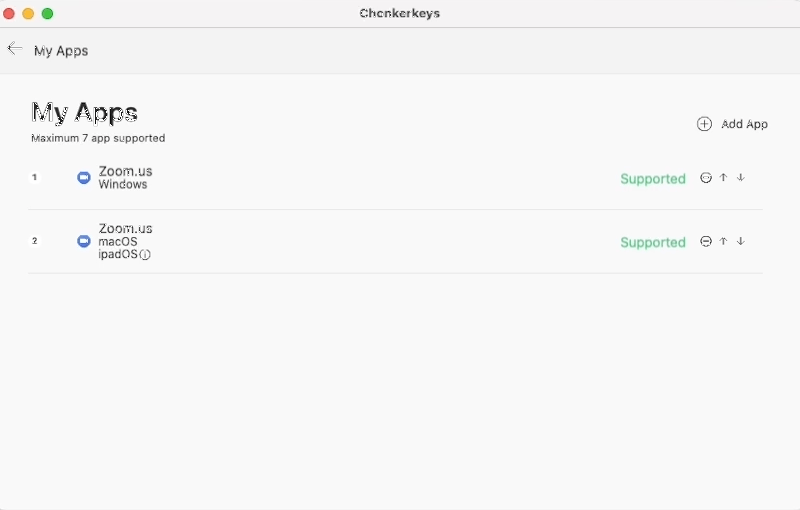 Chonkerkeys
My Apps
My Apps
Maximum 7 app supported
Add App
1
Zoom.us
Windows
Supported
2
Zoom.us
macOS
ipadOS
Supported